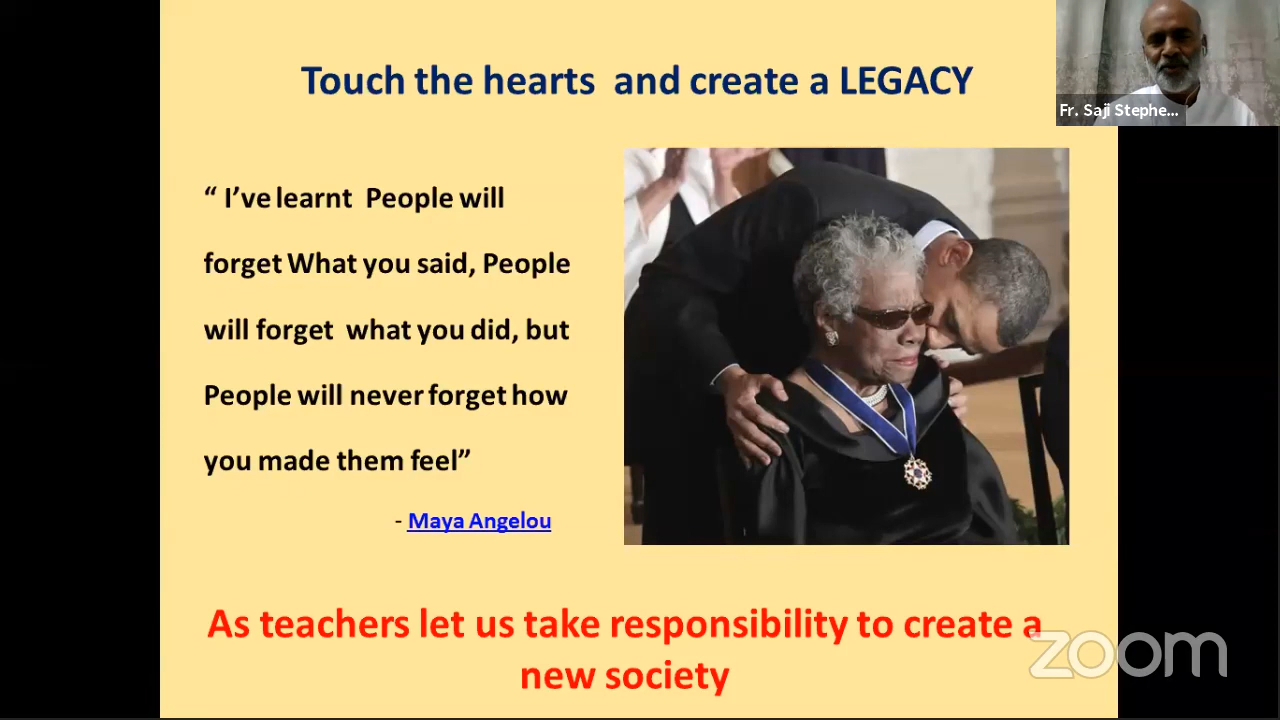 Touch the hearts and create a LEGACY
Fr. Saji Stephe...
“ I’ve learnt People will
forget What you said, People
will forget what you did, but
People will never forget how
you made them feel”
- Maya Angelou
As teachers let us take responsibility to create a
new society
zoom